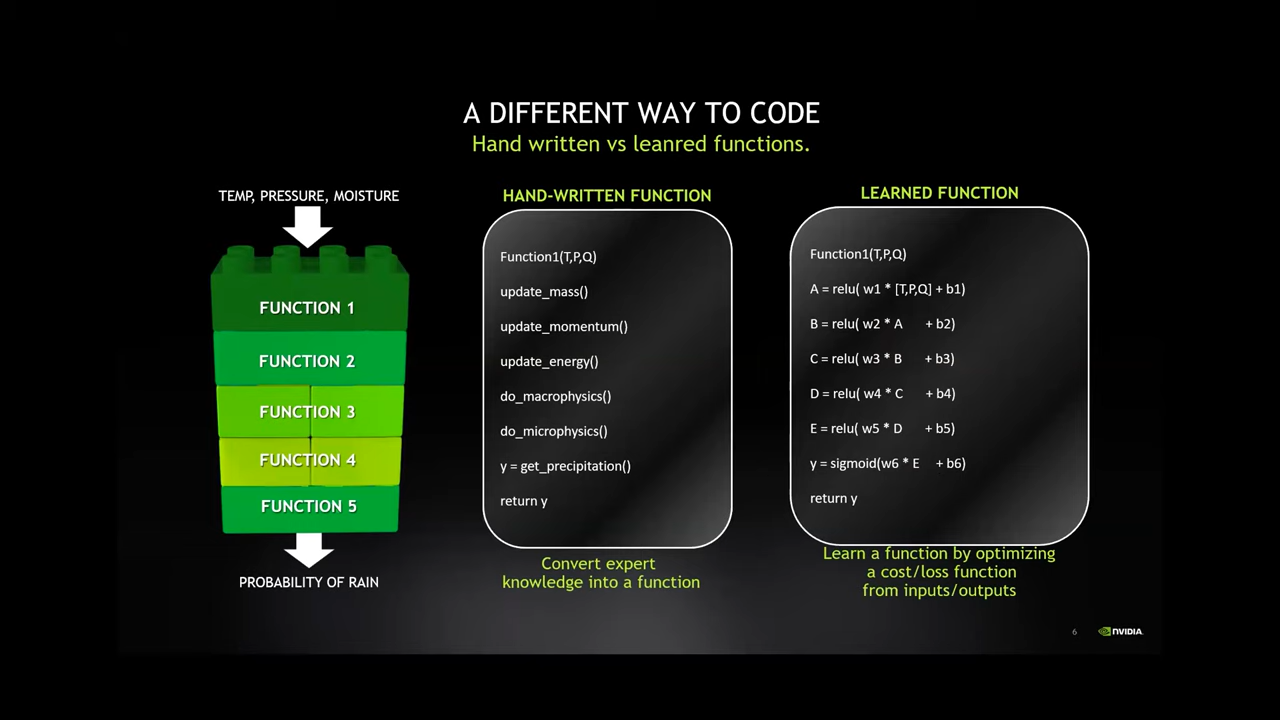 A DIFFERENT WAY TO CODE
Hand written vs leanred functions.
TEMP, PRESSURE, MOISTURE
FUNCTION 1
FUNCTION 2
FUNCTION 3
FUNCTION 4
FUNCTION 5
PROBABILITY OF RAIN
HAND-WRITTEN FUNCTION
Function1(T,P,Q)
update_mass()
update_momentum()
update_energy()
do_macrophysics()
do_microphysics()
y = get_precipitation()
return y
Convert expert
knowledge into a function
LEARNED FUNCTION
Function1(T,P,Q)
A = relu( w1 * [T,P,Q] + b1)
B = relu( w2 * A + b2)
C = relu( w3 * B + b3)
D = relu( w4 * C + b4)
E = relu( w5 * D + b5)
y = sigmoid(w6 * E + b6)
return y
Learn a function by optimizing
a cost/loss function
from inputs/outputs
6
NVIDIA.